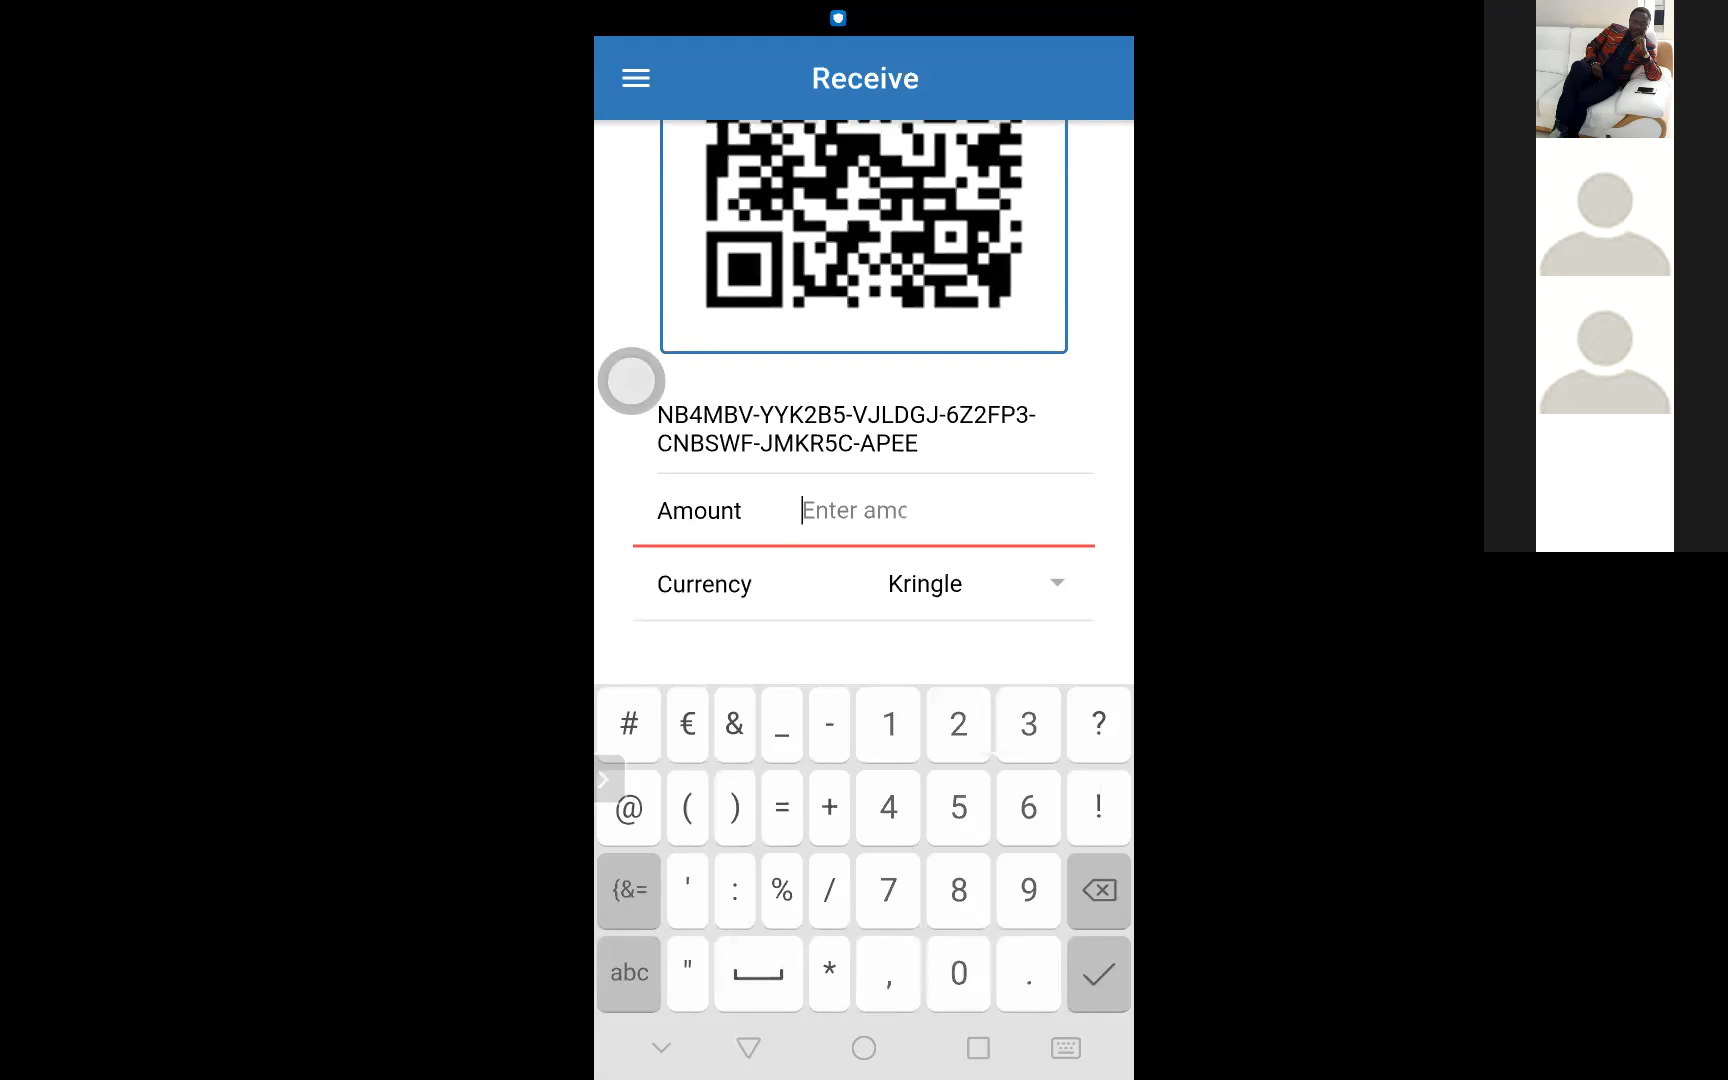 Receive
NB4MBV-YYK2B5-VJLDGJ-6Z2FP3-
CNBSWF-JMKR5C-APEE
Amount Enter amo
Currency Kringle
# € & _ - 1 2 3 ?
@ ( ) = + 4 5 6 !
{&= ' : % / 7 8 9
abc " * , 0 .